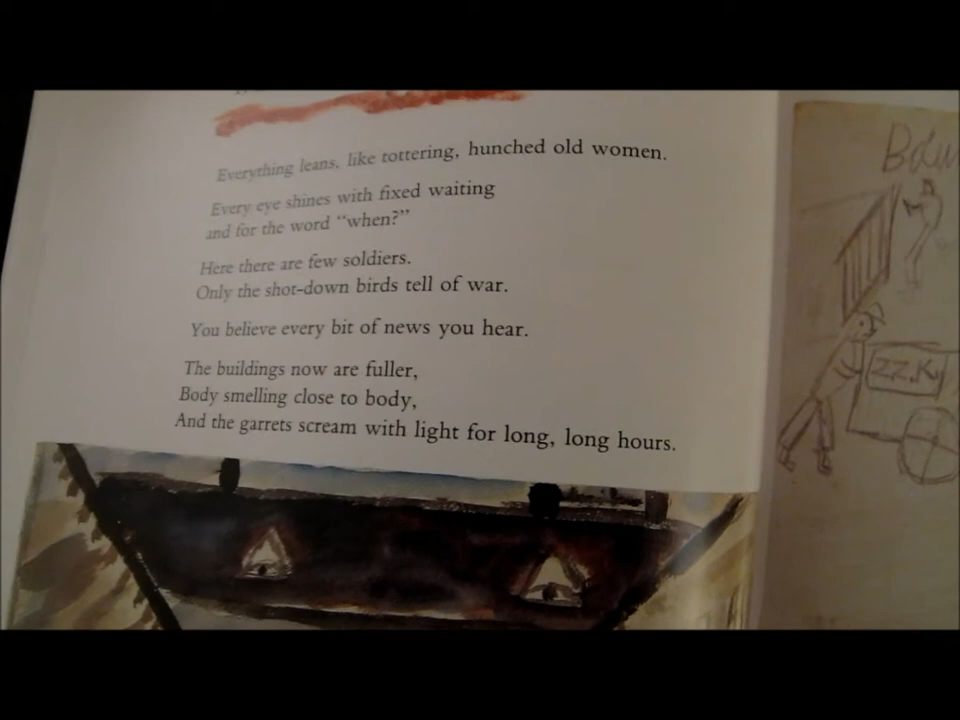 Everything leans, like tottering, hunched old women.
Every eye shines with fixed waiting
and for the word “when?”
Here there are few soldiers.
Only the shot-down birds tell of war.
You believe every bit of news you hear.
The buildings now are fuller,
Body smelling close to body,
And the garrets scream with light for long, long hours.